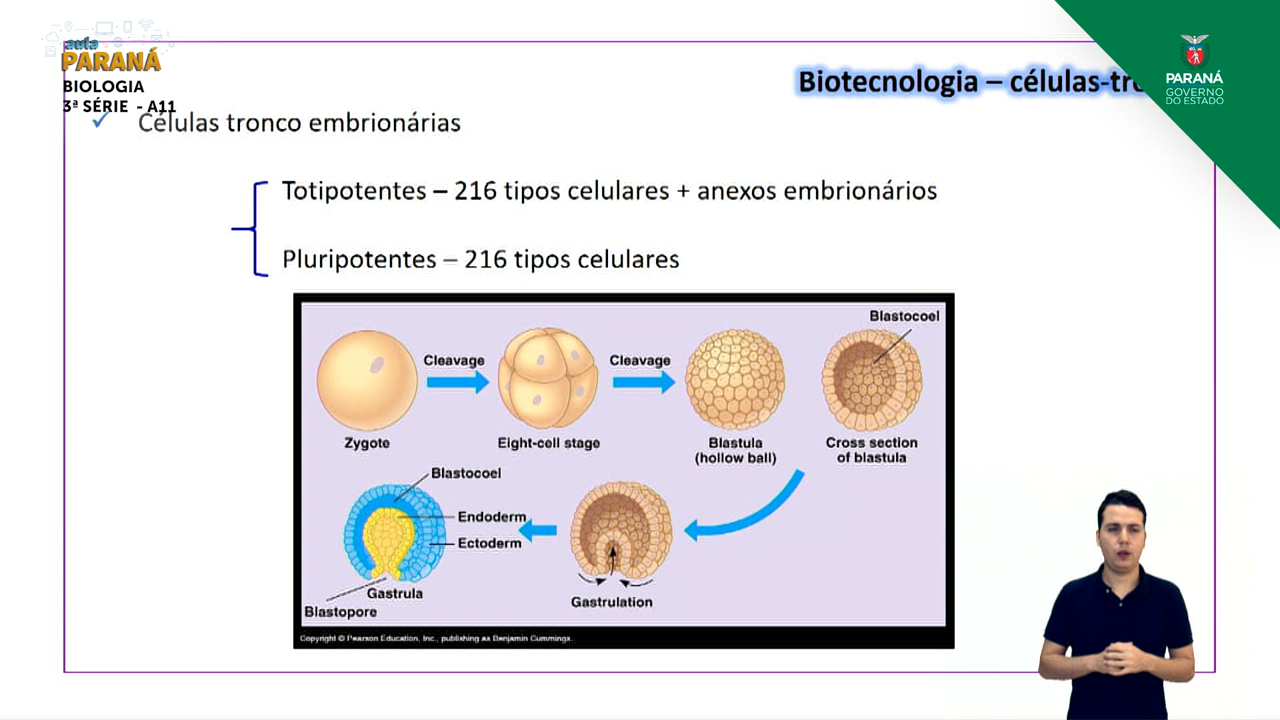 aula
PARANÁ
BIOLOGIA
3ª SÉRIE - A11
Biotecnologia – células-tr
PARANÁ
GOVERNO
DO ESTADO
✓ Células tronco embrionárias
Totipotentes – 216 tipos celulares + anexos embrionários
Pluripotentes – 216 tipos celulares
Blastocoel
Cleavage
Cleavage
Zygote
Eight-cell stage
Blastula
(hollow ball)
Cross section
of blastula
Blastocoel
Endoderm
Ectoderm
Gastrula
Blastopore
Gastrulation
Copyright © Pearson Education, Inc., publishing as Benjamin Cummings.